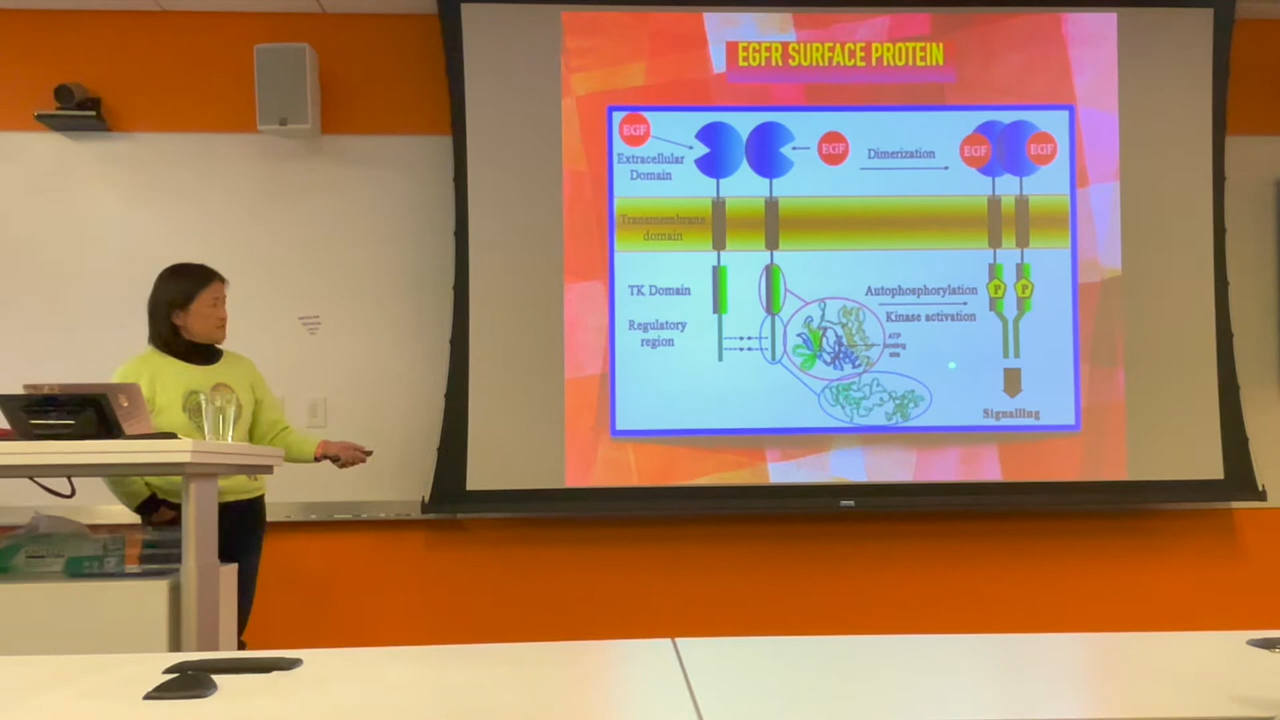 EGFR SURFACE PROTEIN
EGF
Extracellular
Domain
EGF
Dimerization
EGF
EGF
Transmembrane
domain
TK Domain
Regulatory
region
Autophosphorylation
Kinase activation
ATP
binding
site
P
P
Signalling